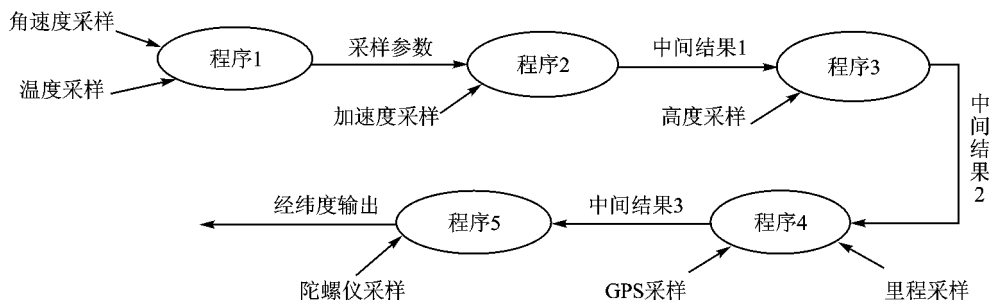 角速度采样
温度采样
程序1
采样参数
加速度采样
程序2
中间结果1
高度采样
程序3
中间结果2
里程采样
GPS采样
程序4
中间结果3
陀螺仪采样
程序5
经纬度输出